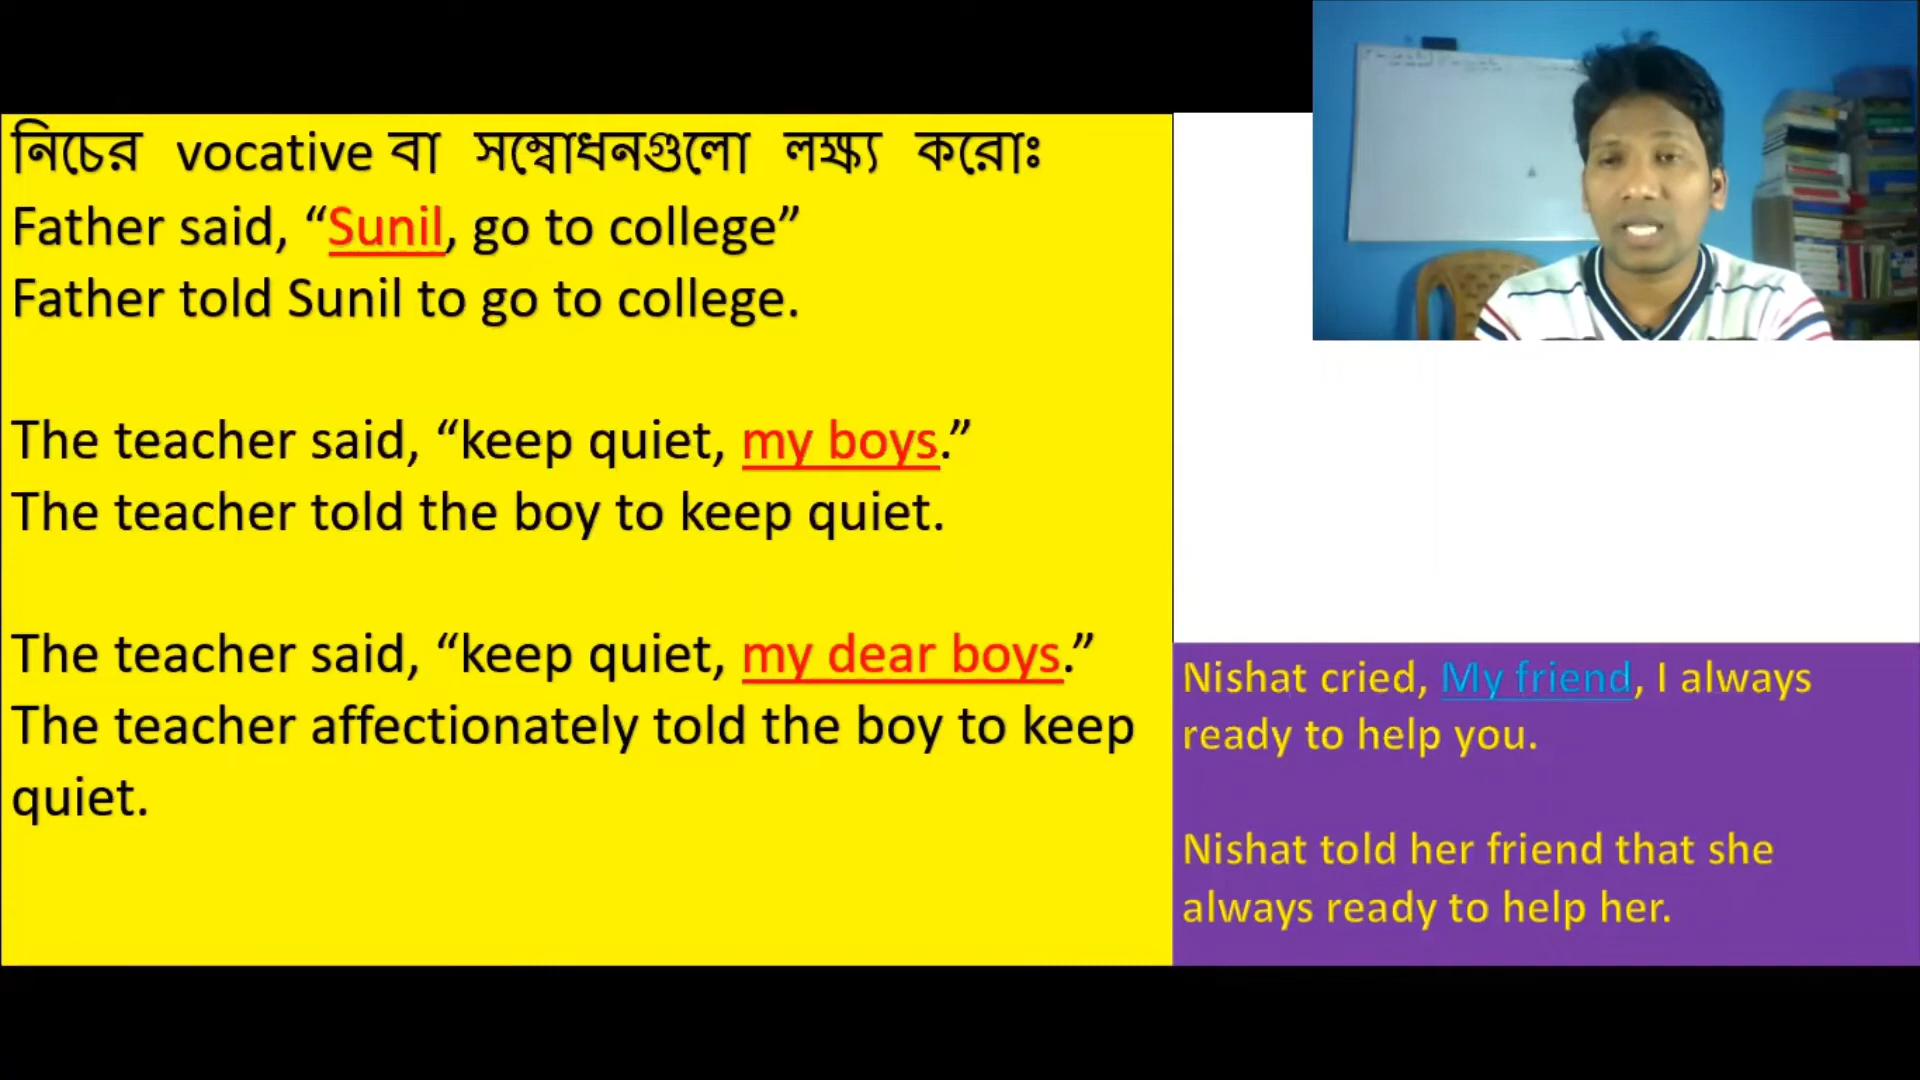 নিচের vocative বা সম্বোধনগুলো লক্ষ্য করোঃ
Father said, “Sunil, go to college”
Father told Sunil to go to college.
The teacher said, “keep quiet, my boys.”
The teacher told the boy to keep quiet.
The teacher said, “keep quiet, my dear boys.”
The teacher affectionately told the boy to keep
quiet.
Nishat cried, My friend, I always
ready to help you.
Nishat told her friend that she
always ready to help her.